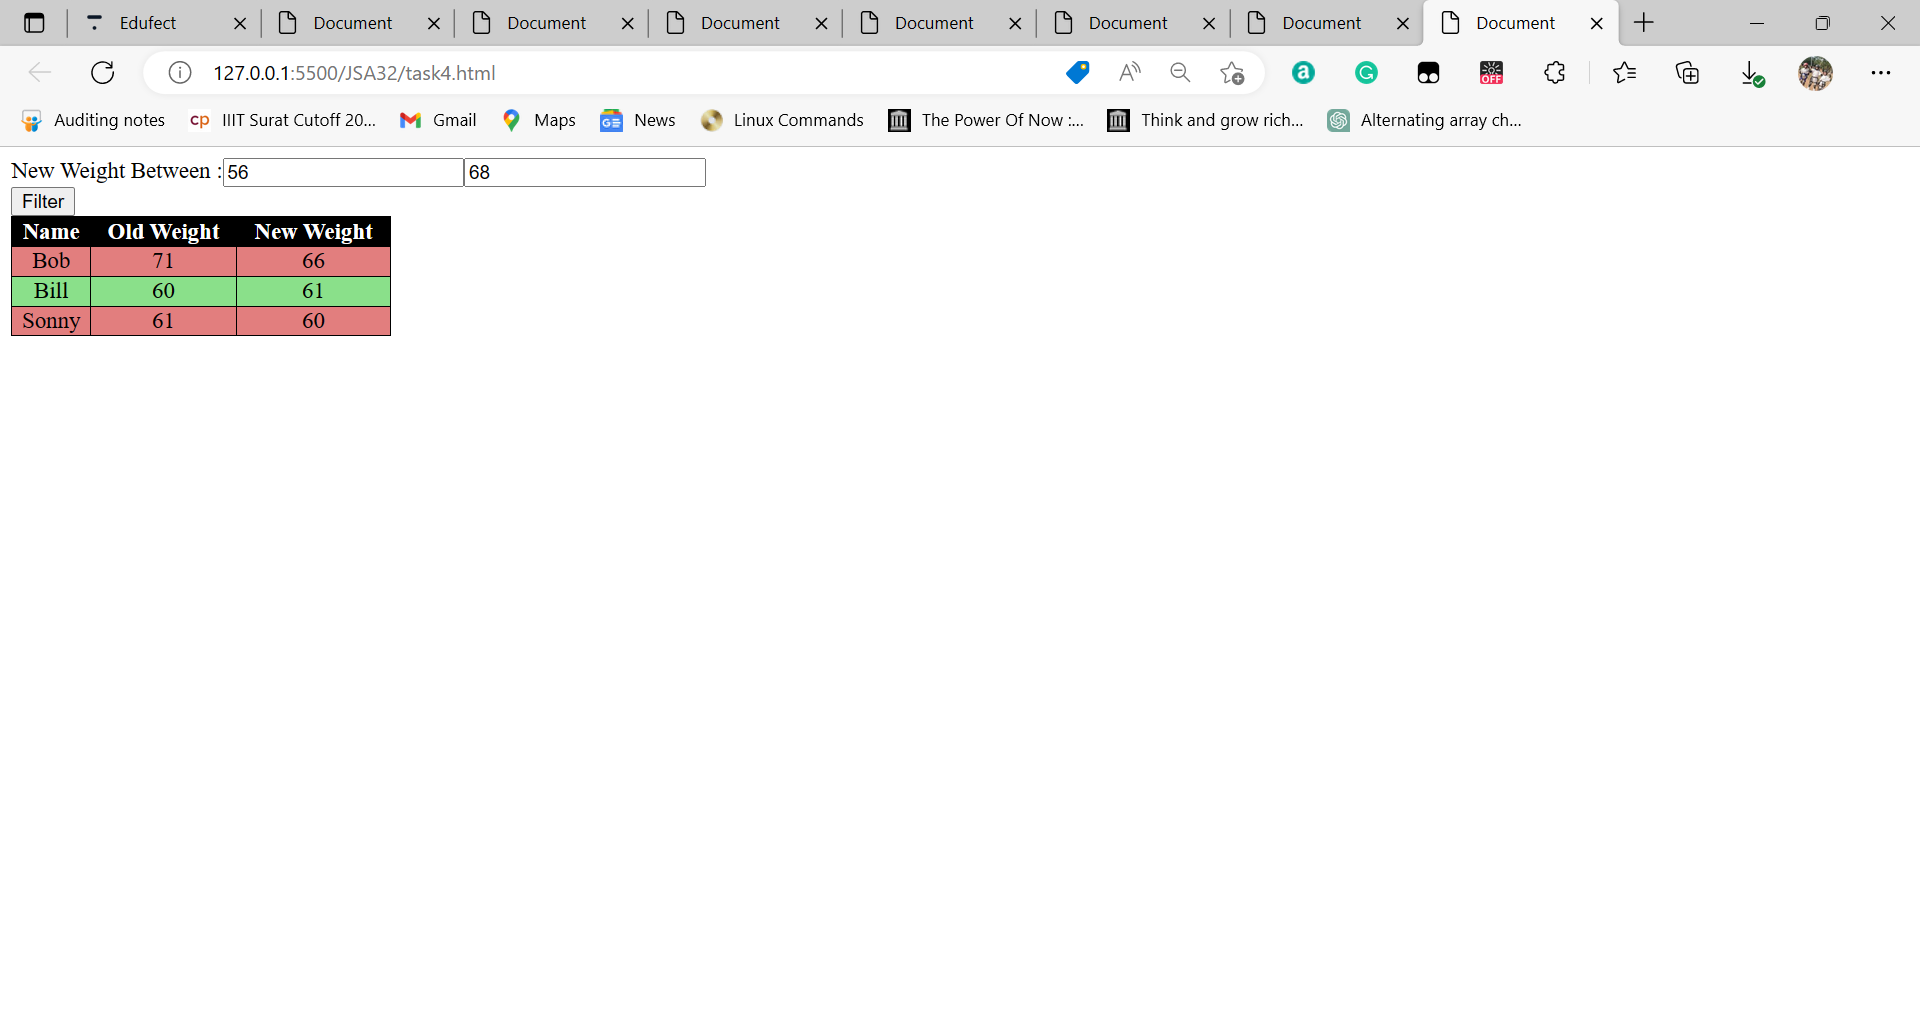 Edufect Document Document Document Document Document Document Document
127.0.0.1:5500/JSA32/task4.html A a G OFF
Auditing notes cp IIIT Surat Cutoff 20... Gmail Maps GE News Linux Commands The Power Of Now :... Think and grow rich... Alternating array ch...
New Weight Between : 56 68
Filter
Name Old Weight New Weight
Bob 71 66
Bill 60 61
Sonny 61 60